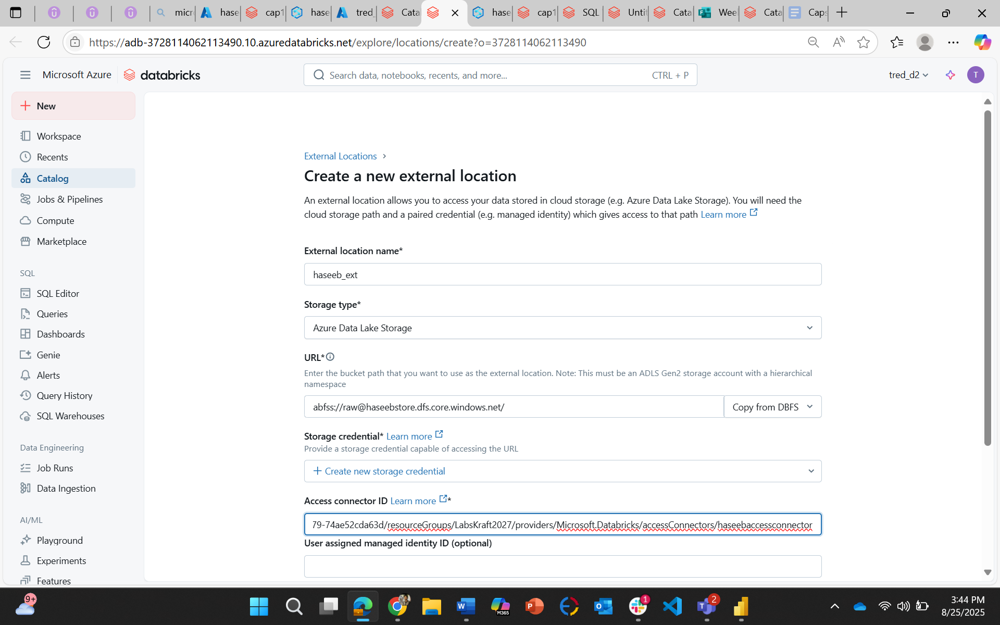 micr
hase
cap1
hase
tred_
Cata
hase
cap1
SQL
Untit
Cata
Weel
Cata
Caps
https://adb-3728114062113490.10.azuredatabricks.net/explore/locations/create?o=3728114062113490
Microsoft Azure
databricks
Search data, notebooks, recents, and more...
CTRL + P
tred_d2
T
New
Workspace
Recents
Catalog
Jobs & Pipelines
Compute
Marketplace
SQL
SQL Editor
Queries
Dashboards
Genie
Alerts
Query History
SQL Warehouses
Data Engineering
Job Runs
Data Ingestion
AI/ML
Playground
Experiments
Features
External Locations >
Create a new external location
An external location allows you to access your data stored in cloud storage (e.g. Azure Data Lake Storage). You will need the
cloud storage path and a paired credential (e.g. managed identity) which gives access to that path Learn more
External location name*
haseeb_ext
Storage type*
Azure Data Lake Storage
URL*
Enter the bucket path that you want to use as the external location. Note: This must be an ADLS Gen2 storage account with a hierarchical
namespace
abfss://raw@haseebstore.dfs.core.windows.net/
Copy from DBFS
Storage credential* Learn more
Provide a storage credential capable of accessing the URL
+ Create new storage credential
Access connector ID Learn more *
79-74ae52cda63d/resourceGroups/LabsKraft2027/providers/Microsoft.Databricks/accessConnectors/haseebaccessconnector
User assigned managed identity ID (optional)
9+
M365
1
2
3:44 PM
8/25/2025